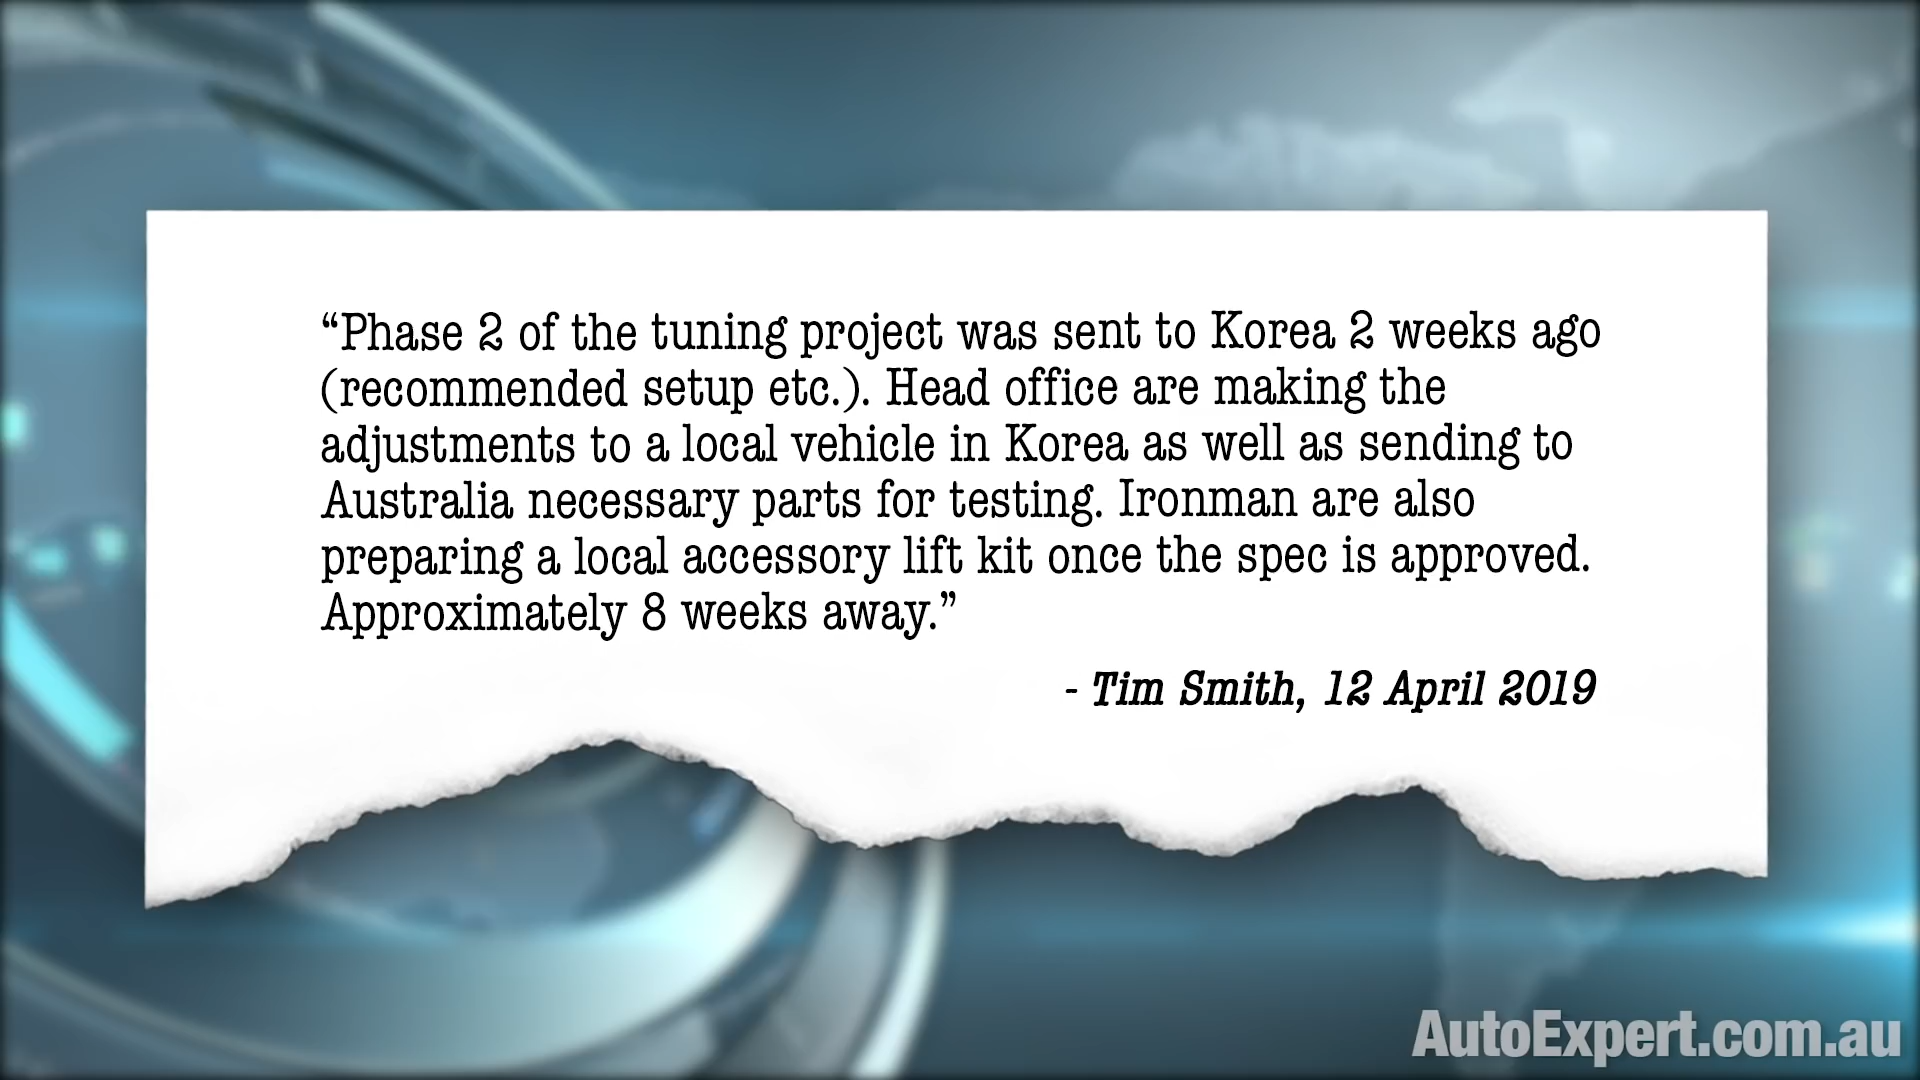 “Phase 2 of the tuning project was sent to Korea 2 weeks ago
(recommended setup etc.). Head office are making the
adjustments to a local vehicle in Korea as well as sending to
Australia necessary parts for testing. Ironman are also
preparing a local accessory lift kit once the spec is approved.
Approximately 8 weeks away.”
- Tim Smith, 12 April 2019
AutoExpert.com.au